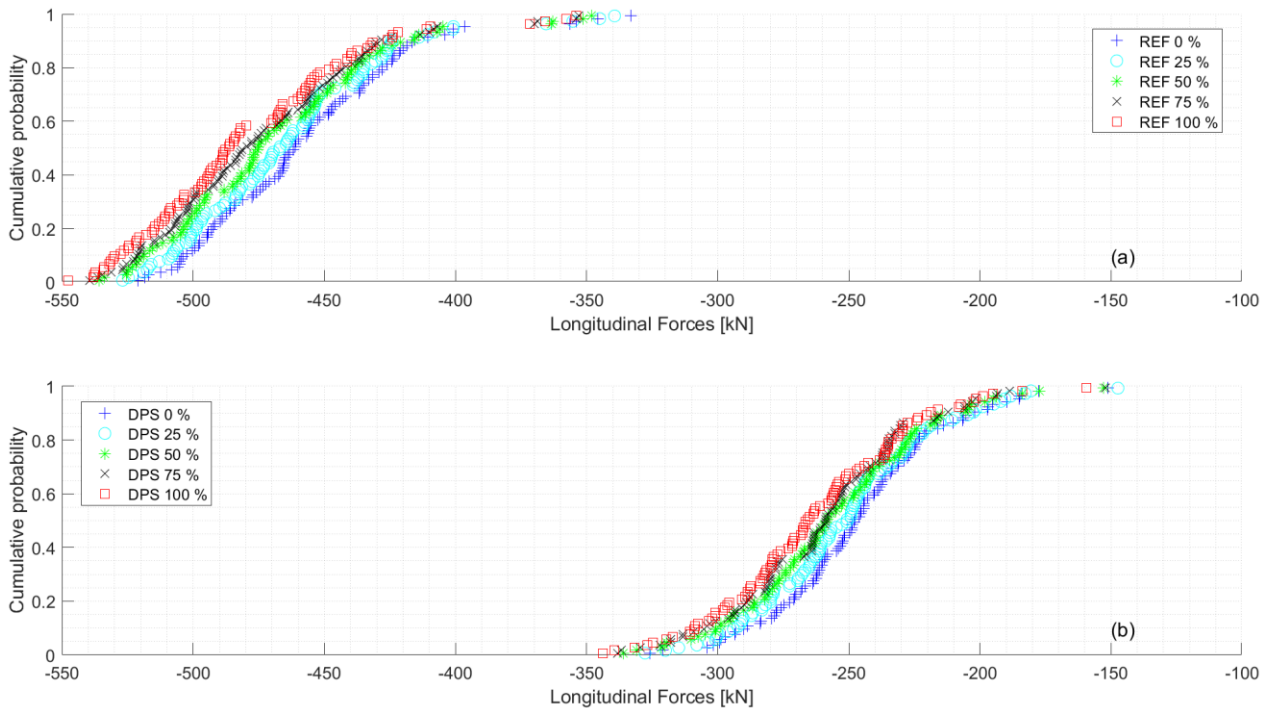 1
0.8
0.6
0.4
0.2
0
Cumulative probability
REF 0 %
REF 25 %
REF 50 %
REF 75 %
REF 100 %
(a)
-550 -500 -450 -400 -350 -300 -250 -200 -150 -100
Longitudinal Forces [kN]
1
0.8
0.6
0.4
0.2
0
Cumulative probability
DPS 0 %
DPS 25 %
DPS 50 %
DPS 75 %
DPS 100 %
(b)
-550 -500 -450 -400 -350 -300 -250 -200 -150 -100
Longitudinal Forces [kN]